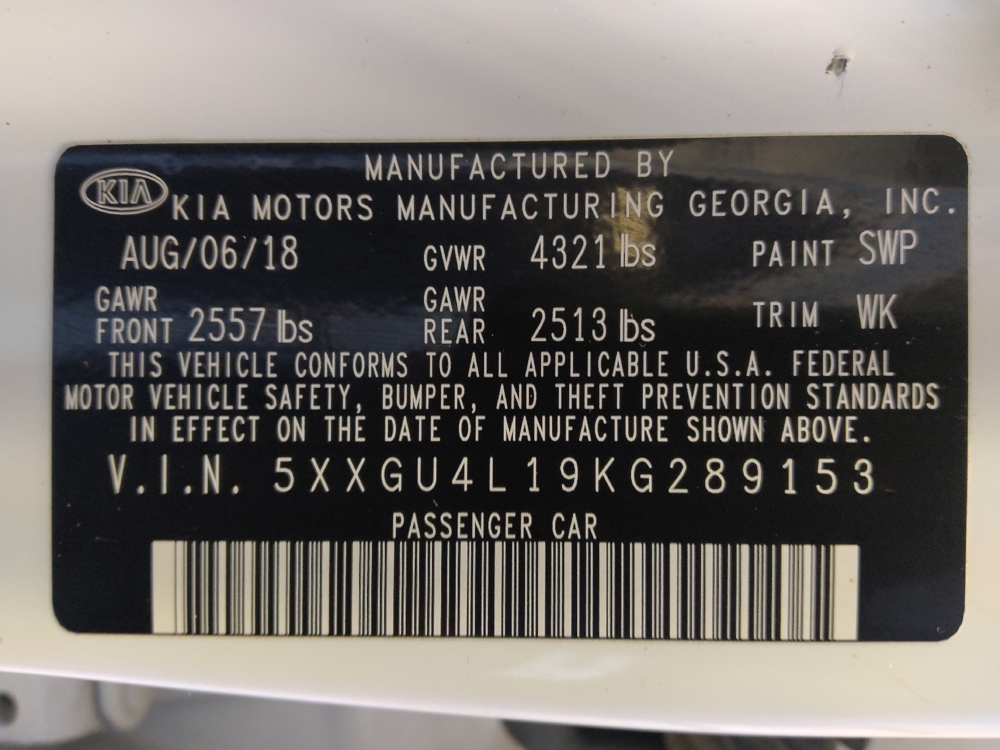 MANUFACTURED BY
KIA KIA MOTORS MANUFACTURING GEORGIA, INC.
AUG/06/18 GVWR 4321 lbs PAINT SWP
GAWR FRONT 2557 lbs GAWR REAR 2513 lbs TRIM WK
THIS VEHICLE CONFORMS TO ALL APPLICABLE U.S.A. FEDERAL
MOTOR VEHICLE SAFETY, BUMPER, AND THEFT PREVENTION STANDARDS
IN EFFECT ON THE DATE OF MANUFACTURE SHOWN ABOVE.
V.I.N. 5XXGU4L19KG289153
PASSENGER CAR